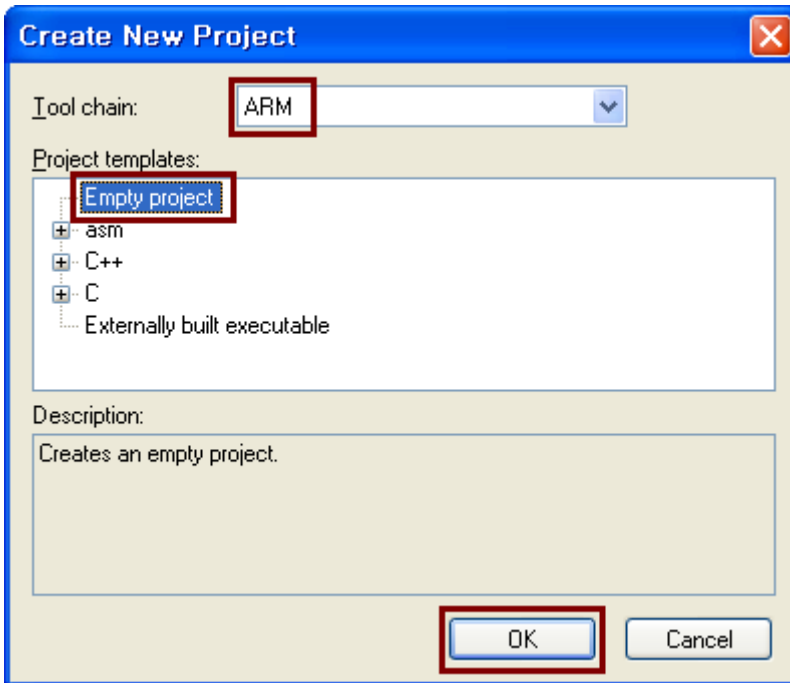 Create New Project
Tool chain: ARM
Project templates:
Empty project
asm
C++
C
Externally built executable
Description:
Creates an empty project.
OK Cancel